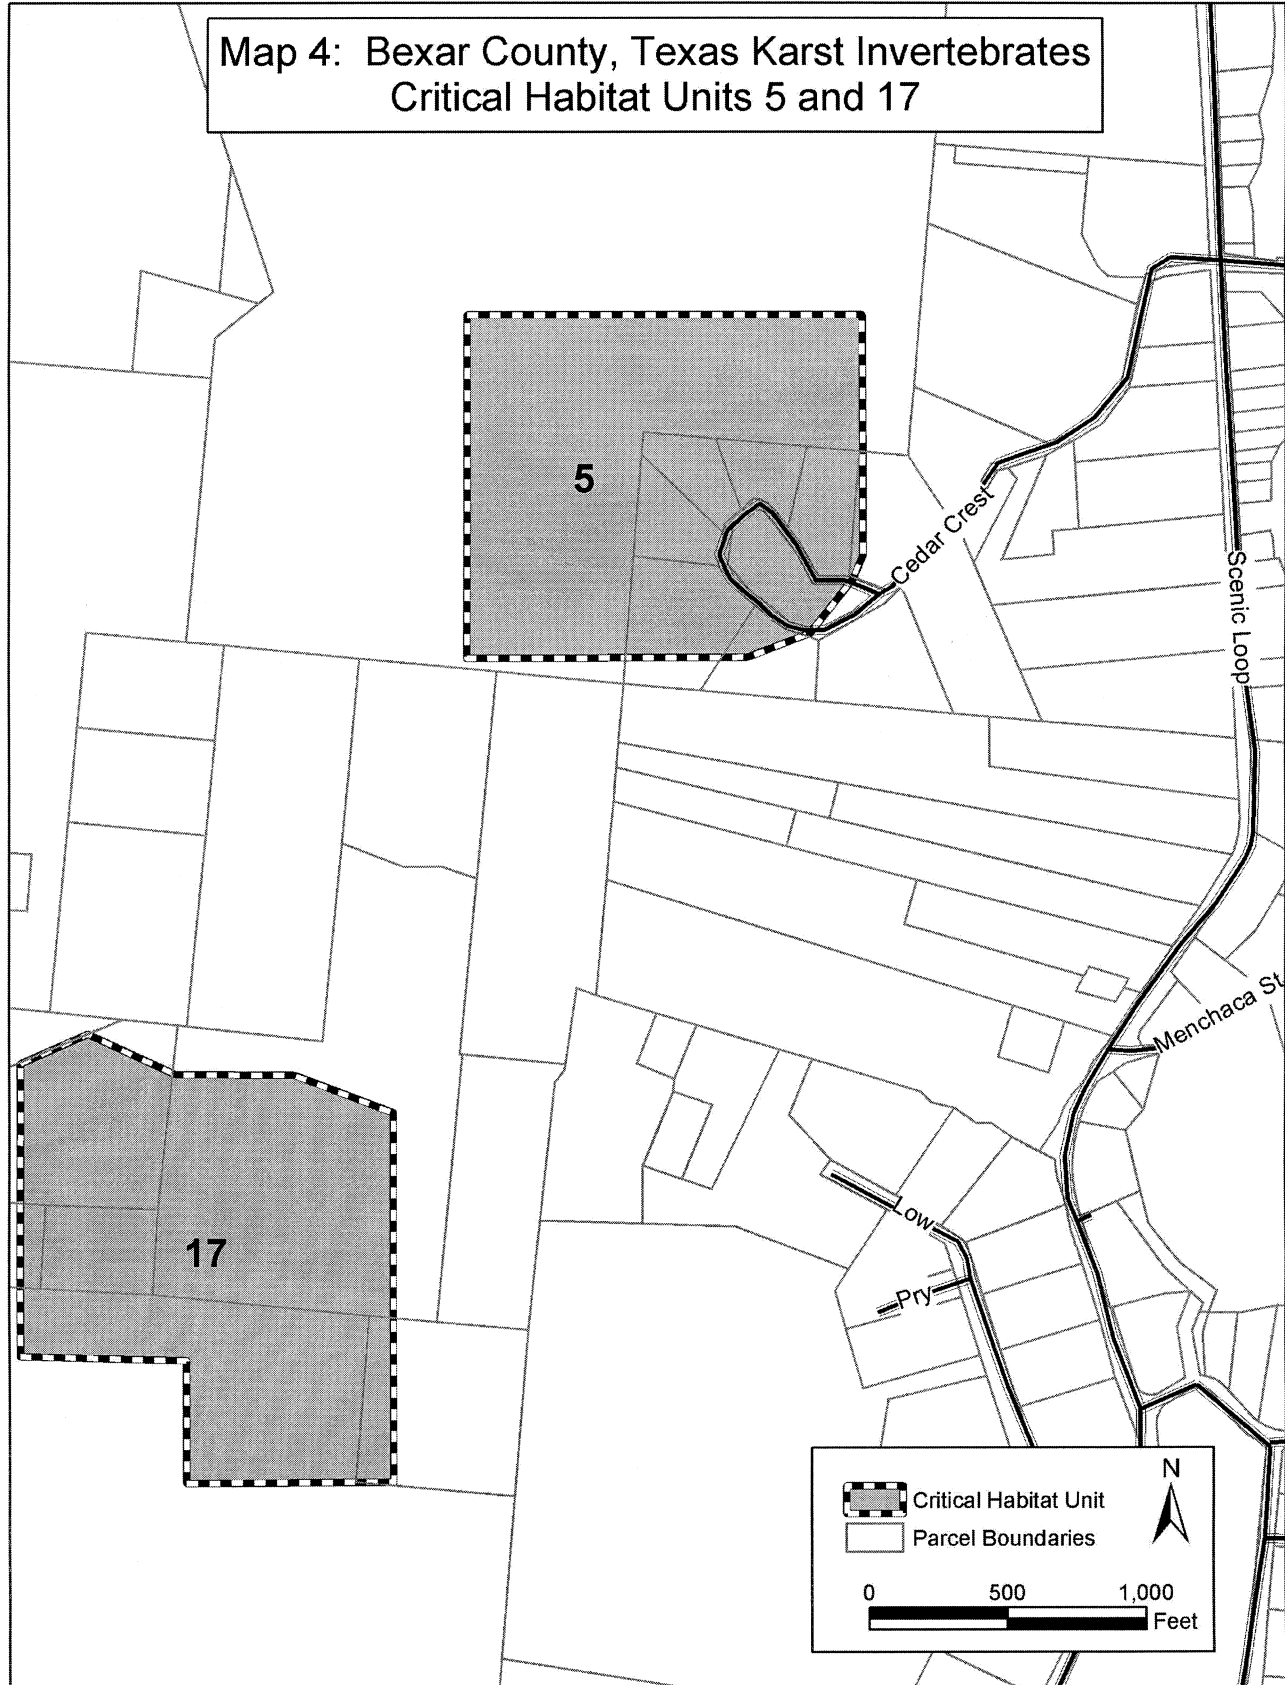 Map 4: Bexar County, Texas Karst Invertebrates
Critical Habitat Units 5 and 17
5
Cedar Crest
Scenic Loop
Menchaca St
17
Low
Pry
N
Critical Habitat Unit
Parcel Boundaries
0 500 1,000
Feet